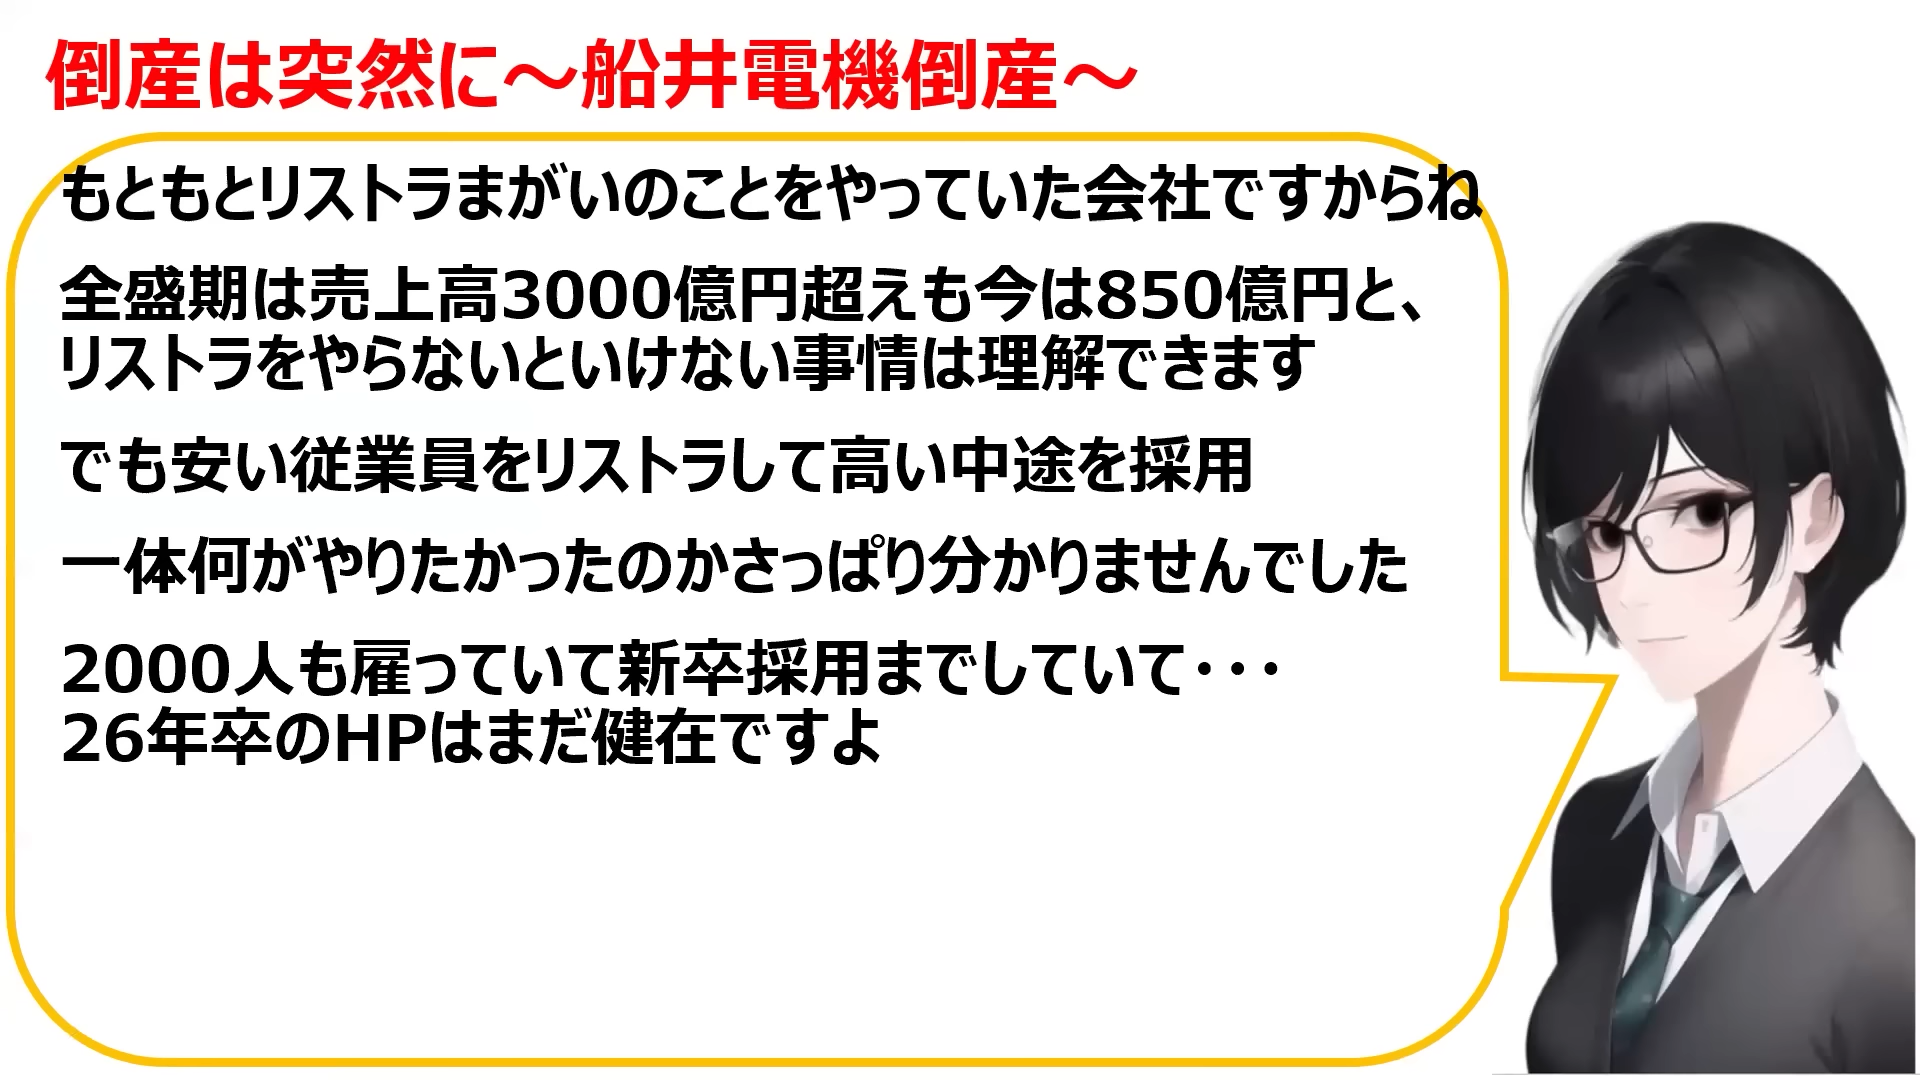 倒産は突然に～船井電機倒産～
もともとリストラまがいのことをやっていた会社ですからね
全盛期は売上高3000億円超えも今は850億円と、
リストラをやらないといけない事情は理解できます
でも安い従業員をリストラして高い中途を採用
一体何がやりたかったのかさっぱり分かりませんでした
2000人も雇っていて新卒採用までしていて・・・
26年卒のHPはまだ健在ですよ